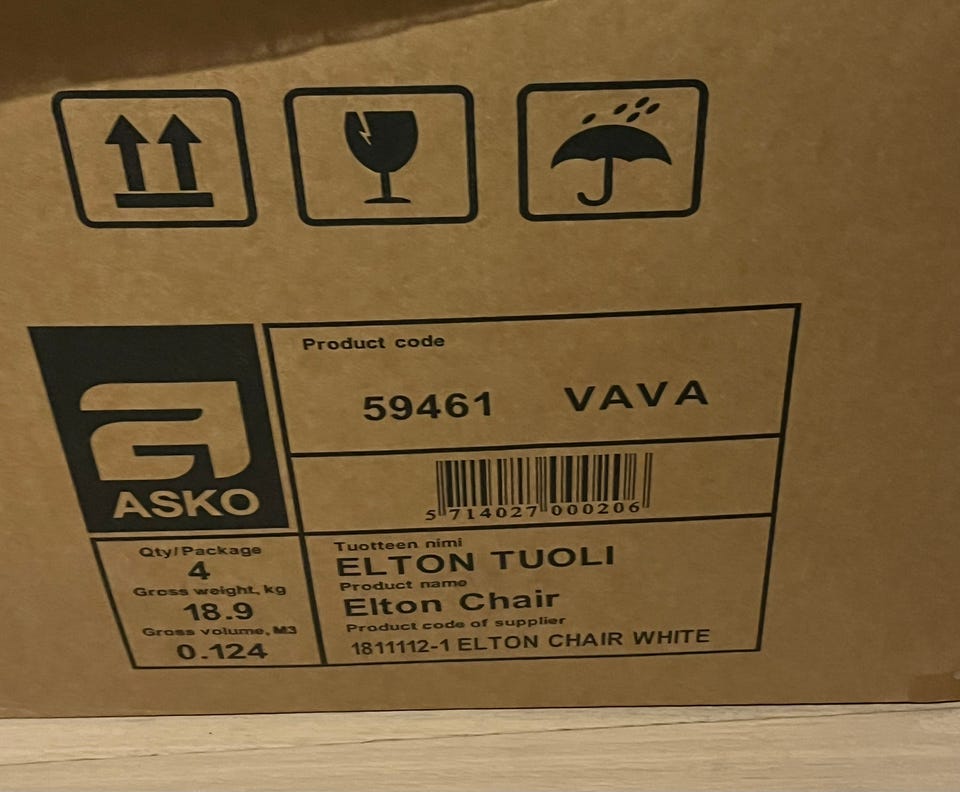 Product code
59461 VAVA
5 714027 000206
ASKO
Qty/Package
4
Gross weight, kg
18.9
Gross volume, M3
0.124
Tuotteen nimi
ELTON TUOLI
Product name
Elton Chair
Product code of supplier
1811112-1 ELTON CHAIR WHITE